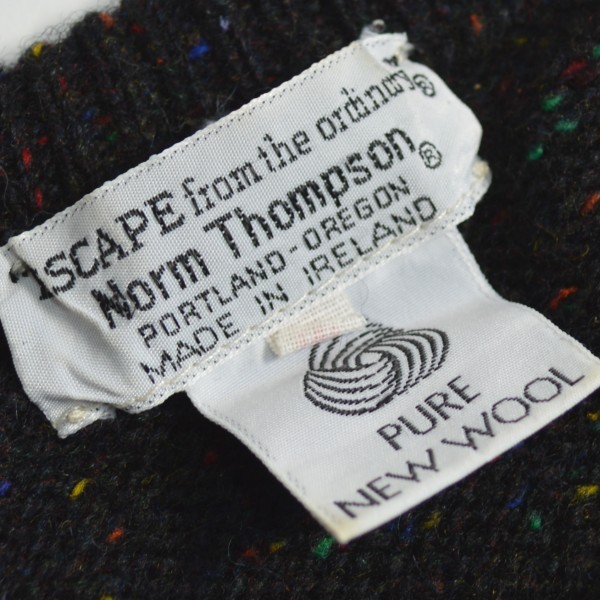 ESCAPE from the ordinary®
Norm Thompson®
PORTLAND-OREGON
MADE IN IRELAND
PURE
NEW WOOL